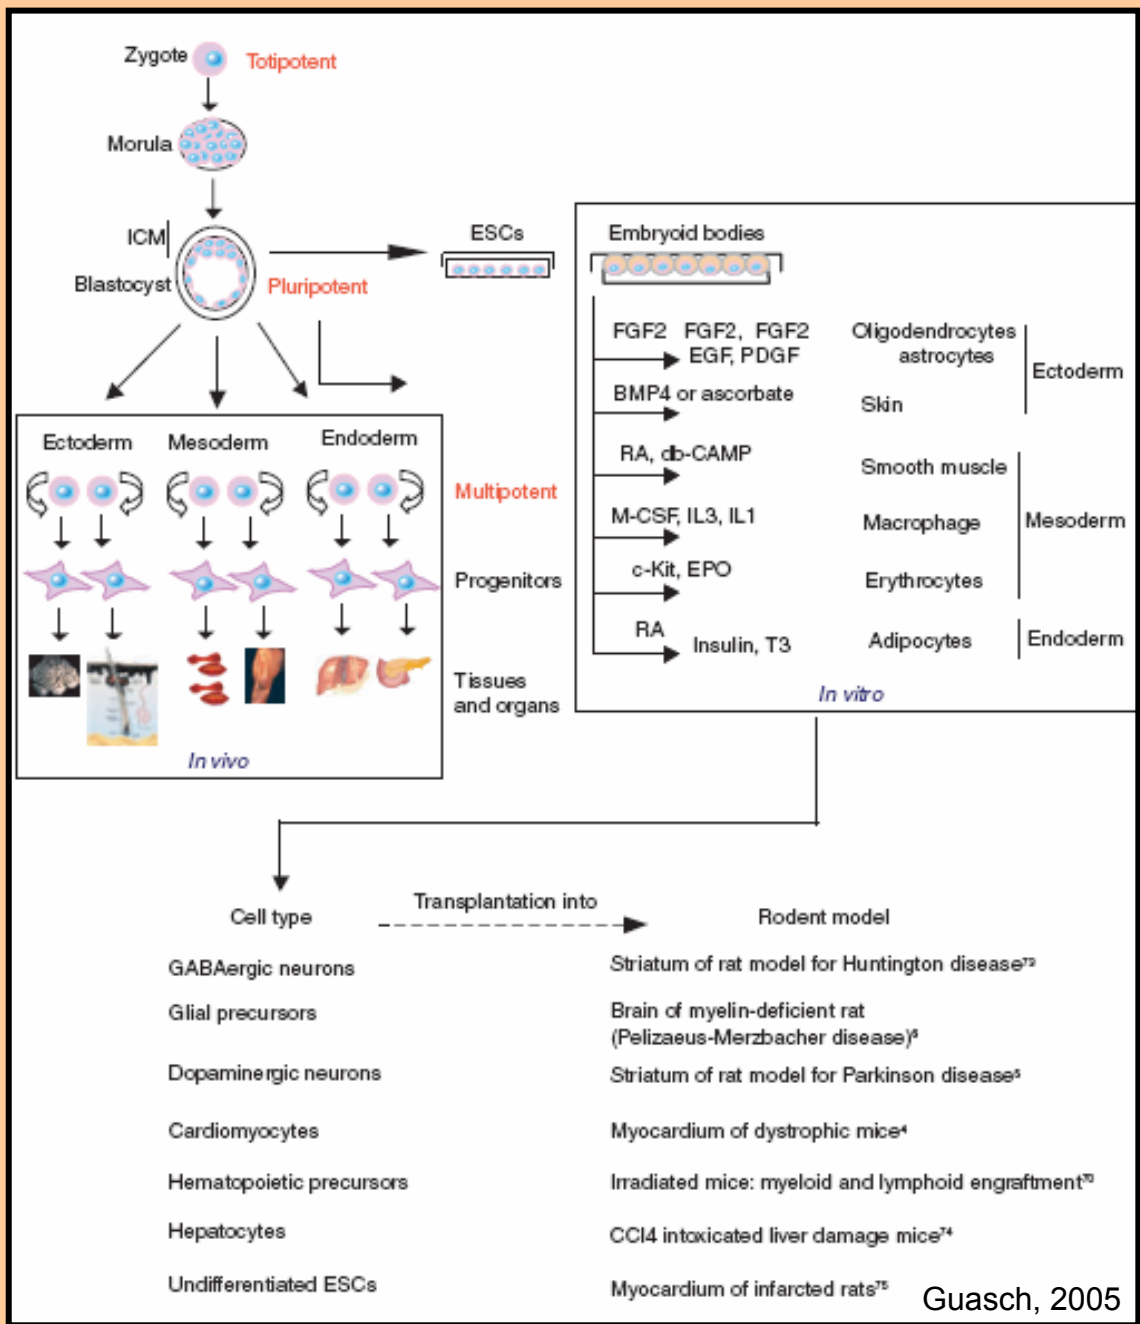 Zygote
Totipotent
Morula
ICM
Blastocyst
Pluripotent
ESCs
Ectoderm
Mesoderm
Endoderm
Multipotent
Progenitors
Tissues
and organs
In vivo
Embryoid bodies
FGF2 FGF2, FGF2
EGF, PDGF
Oligodendrocytes
astrocytes
Ectoderm
BMP4 or ascorbate
Skin
RA, db-CAMP
Smooth muscle
M-CSF, IL3, IL1
Macrophage
Mesoderm
c-Kit, EPO
Erythrocytes
RA
Insulin, T3
Adipocytes
Endoderm
In vitro
Cell type
Transplantation into
Rodent model
GABAergic neurons
Striatum of rat model for Huntington disease
Glial precursors
Brain of myelin-deficient rat
(Pelizaeus-Merzbacher disease)
Dopaminergic neurons
Striatum of rat model for Parkinson disease
Cardiomyocytes
Myocardium of dystrophic mice⁴
Hematopoietic precursors
Irradiated mice: myeloid and lymphoid engraftment
Hepatocytes
CCl4 intoxicated liver damage mice⁷⁴
Undifferentiated ESCs
Myocardium of infarcted rats⁷⁵
Guasch, 2005